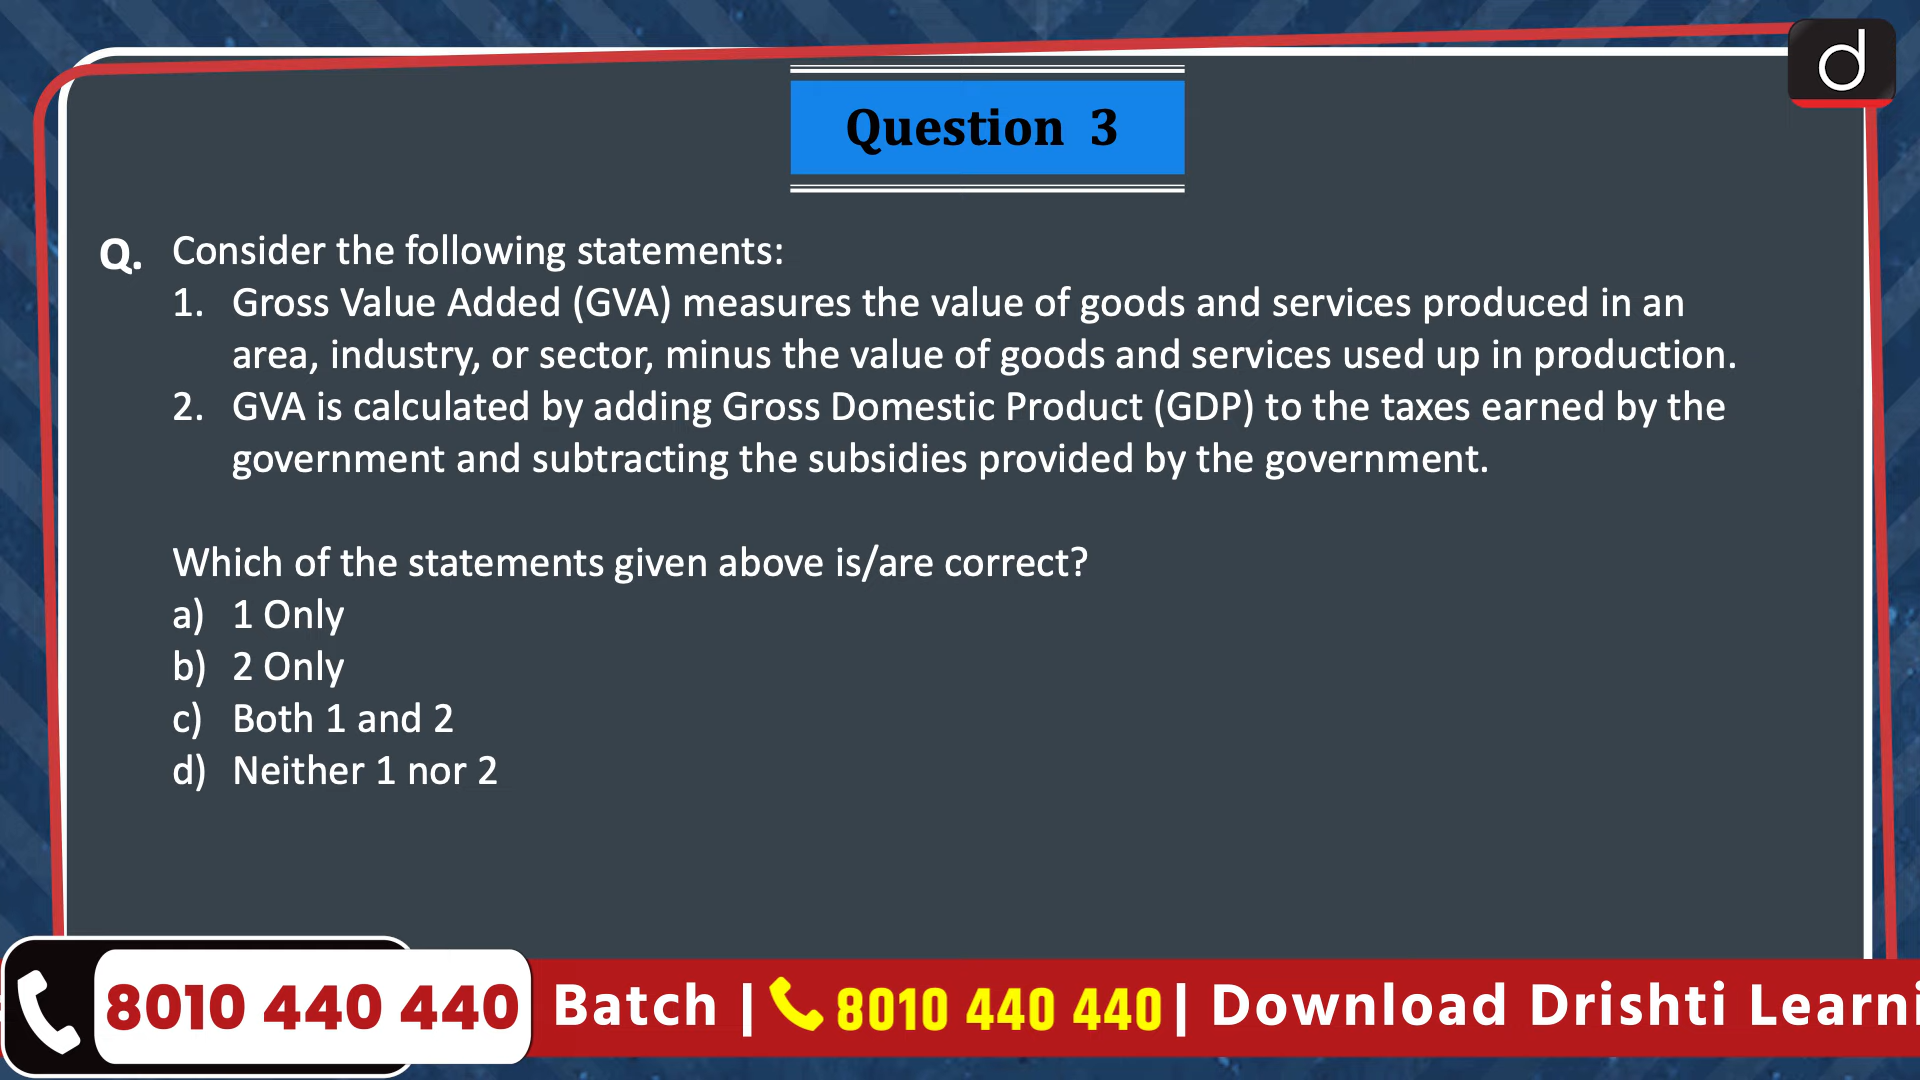 d
Question 3
Q. Consider the following statements:
1. Gross Value Added (GVA) measures the value of goods and services produced in an
area, industry, or sector, minus the value of goods and services used up in production.
2. GVA is calculated by adding Gross Domestic Product (GDP) to the taxes earned by the
government and subtracting the subsidies provided by the government.
Which of the statements given above is/are correct?
a) 1 Only
b) 2 Only
c) Both 1 and 2
d) Neither 1 nor 2
8010 440 440 Batch | 8010 440 440 | Download Drishti Learni